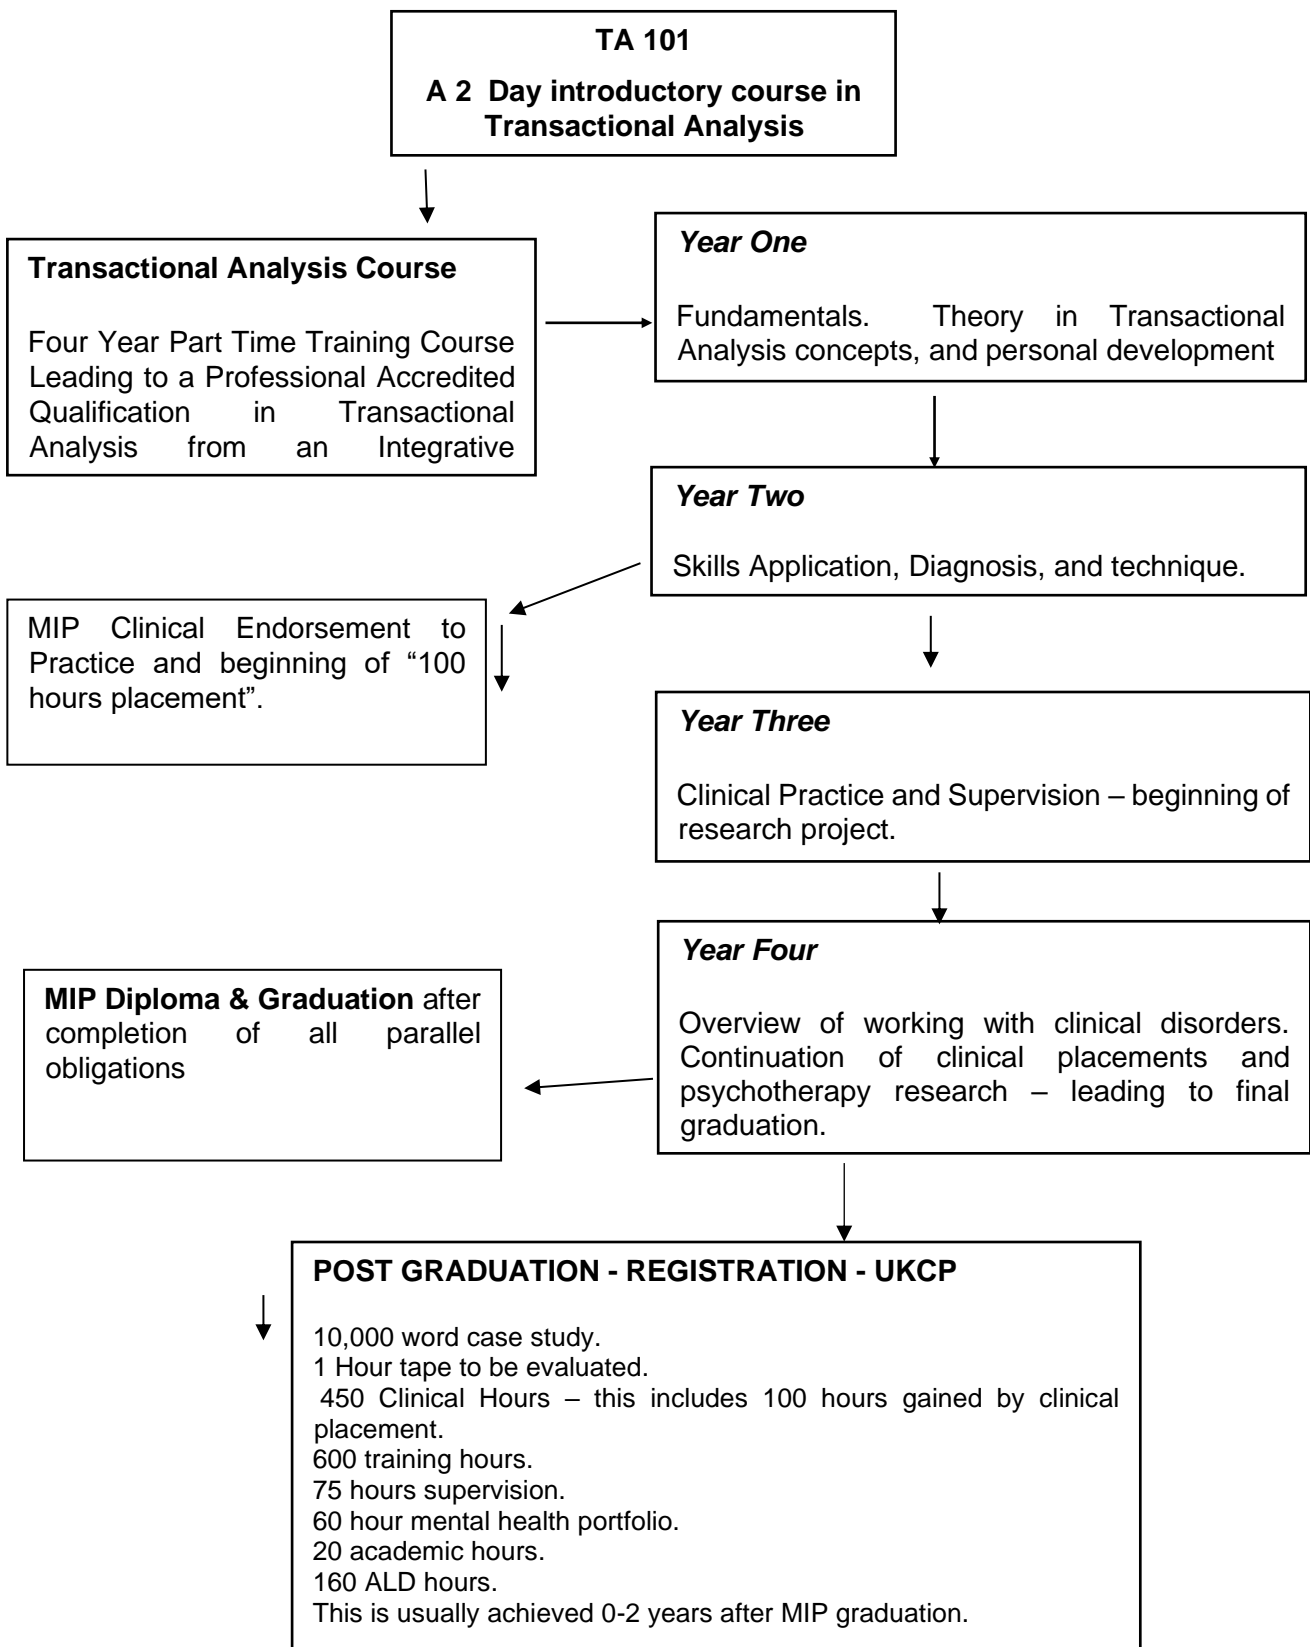 TA 101
A 2 Day introductory course in
Transactional Analysis
Transactional Analysis Course
Four Year Part Time Training Course
Leading to a Professional Accredited
Qualification in Transactional
Analysis from an Integrative
Year One
Fundamentals. Theory in Transactional
Analysis concepts, and personal development
Year Two
Skills Application, Diagnosis, and technique.
MIP Clinical Endorsement to
Practice and beginning of “100
hours placement”.
Year Three
Clinical Practice and Supervision – beginning of
research project.
Year Four
Overview of working with clinical disorders.
Continuation of clinical placements and
psychotherapy research – leading to final
graduation.
MIP Diploma & Graduation after
completion of all parallel
obligations
POST GRADUATION - REGISTRATION - UKCP
10,000 word case study.
1 Hour tape to be evaluated.
450 Clinical Hours – this includes 100 hours gained by clinical
placement.
600 training hours.
75 hours supervision.
60 hour mental health portfolio.
20 academic hours.
160 ALD hours.
This is usually achieved 0-2 years after MIP graduation.